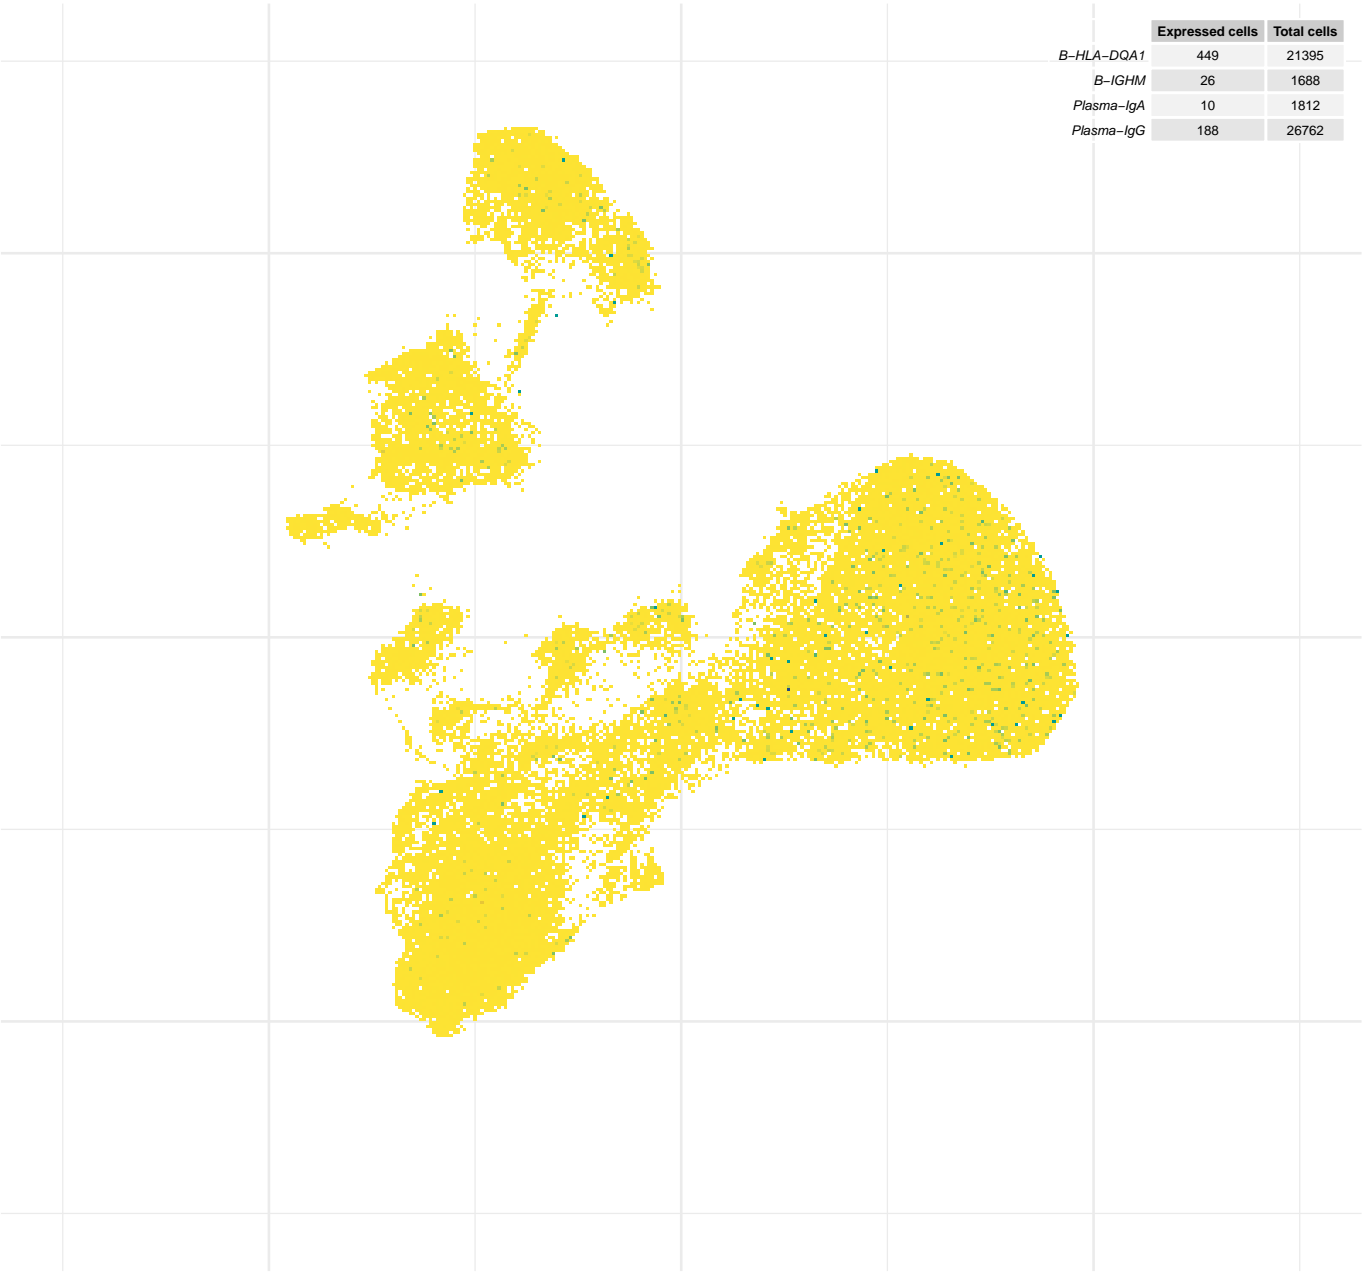 Expressed cells Total cells
B−HLA−DQA1 449 21395
B−IGHM 26 1688
Plasma−IgA 10 1812
Plasma−IgG 188 26762